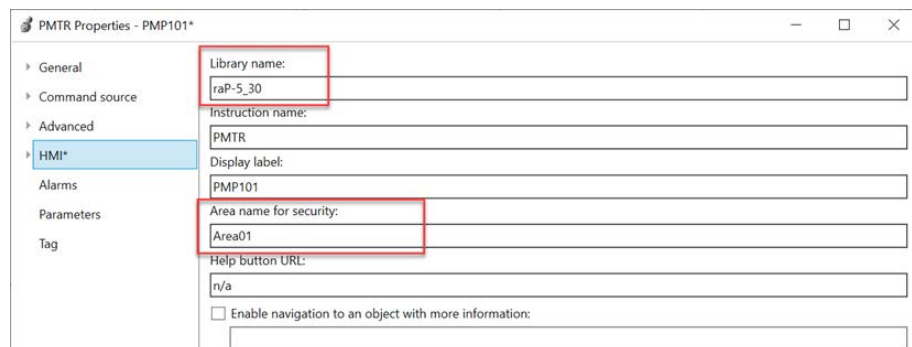 PMTR Properties - PMP101*
General
Command source
Advanced
HMI*
Alarms
Parameters
Tag
Library name:
raP-5_30
Instruction name:
PMTR
Display label:
PMP101
Area name for security:
Area01
Help button URL:
n/a
Enable navigation to an object with more information: